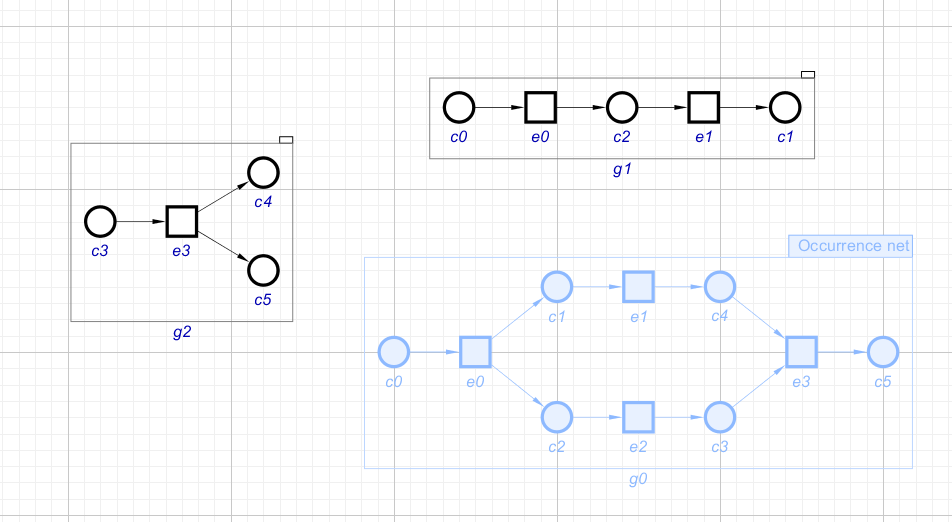 c0 e0 c2 e1 c1
g1
c4
c3 e3
c5
g2
Occurrence net
c1 e1 c4
c0 e0 e3 c5
c2 e2 c3
g0